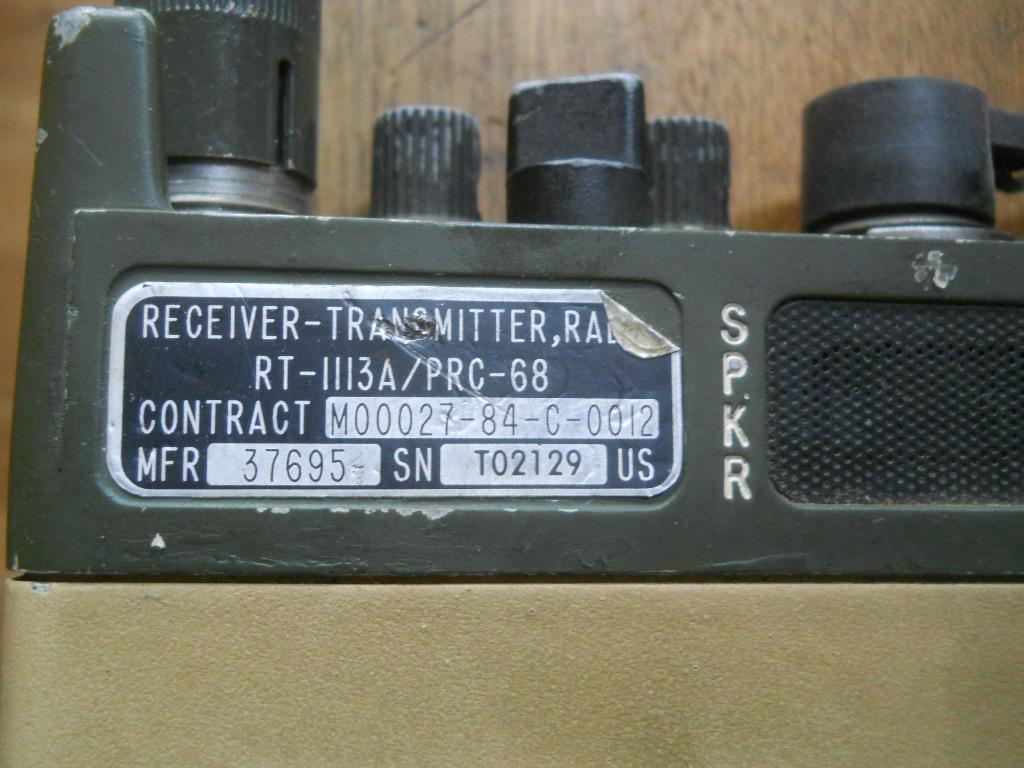 RECEIVER-TRANSMITTER, RA
RT-1113A/PRC-68
CONTRACT M00027-84-C-0012
MFR 37695 SN T02129 US
SPKR